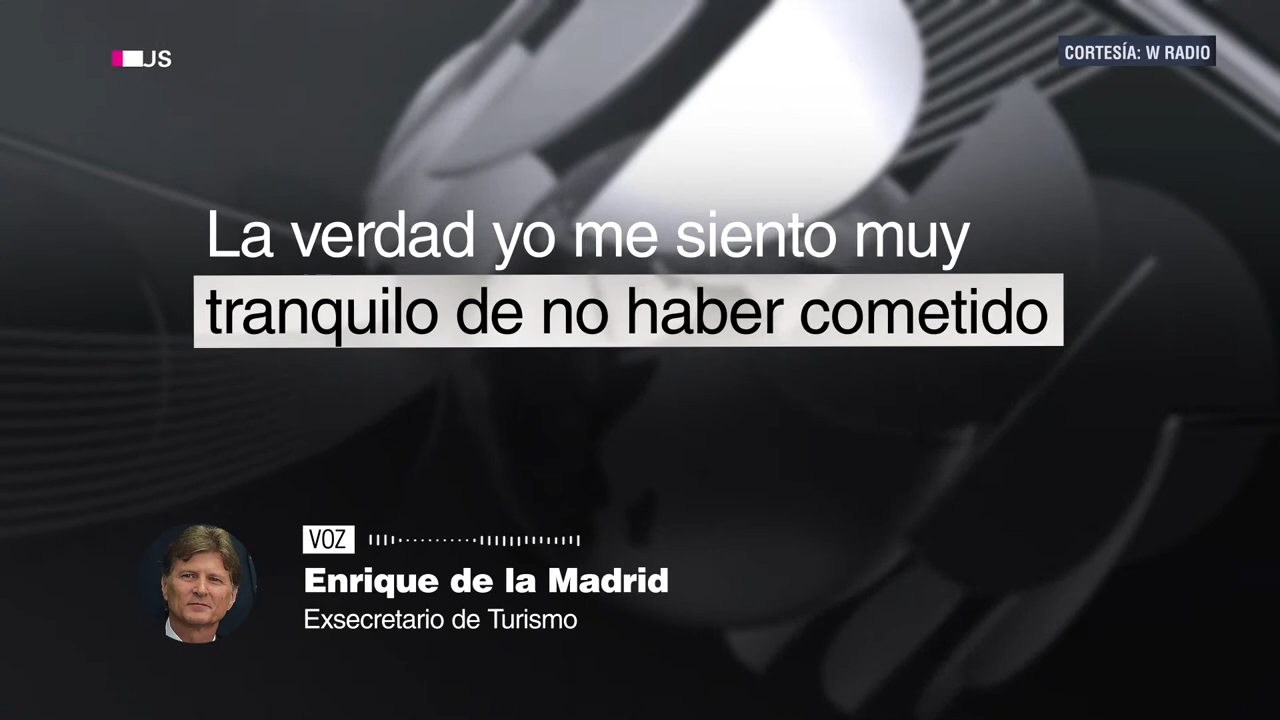 JS
CORTESÍA: W RADIO
La verdad yo me siento muy
tranquilo de no haber cometido
VOZ
Enrique de la Madrid
Exsecretario de Turismo